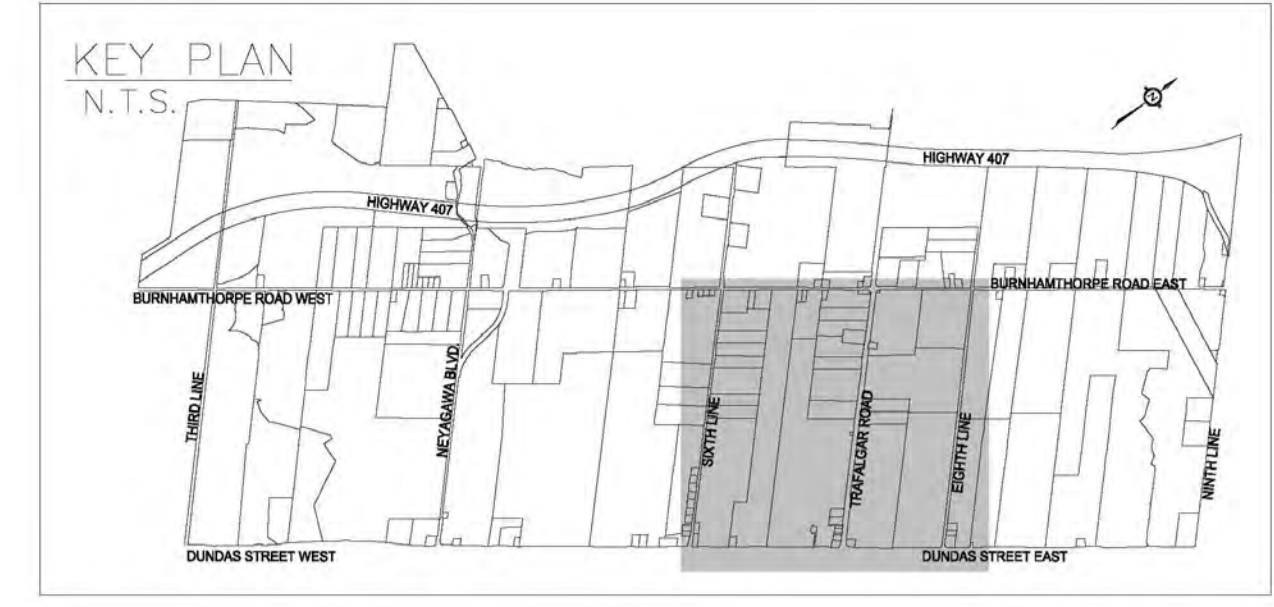 KEY PLAN
N.T.S.
N
HIGHWAY 407
HIGHWAY 407
BURNHAMTHORPE ROAD WEST
BURNHAMTHORPE ROAD EAST
THIRD LINE
NEYAGAWA BLVD.
SIXTH LINE
TRAFALGAR ROAD
EIGHTH LINE
NINTH LINE
DUNDAS STREET WEST
DUNDAS STREET EAST